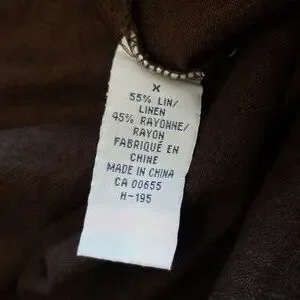 X
55% LIN/
LINEN
45% RAYONNE/
RAYON
FABRIQUÉ EN
CHINE
MADE IN CHINA
CA 00655
H-195